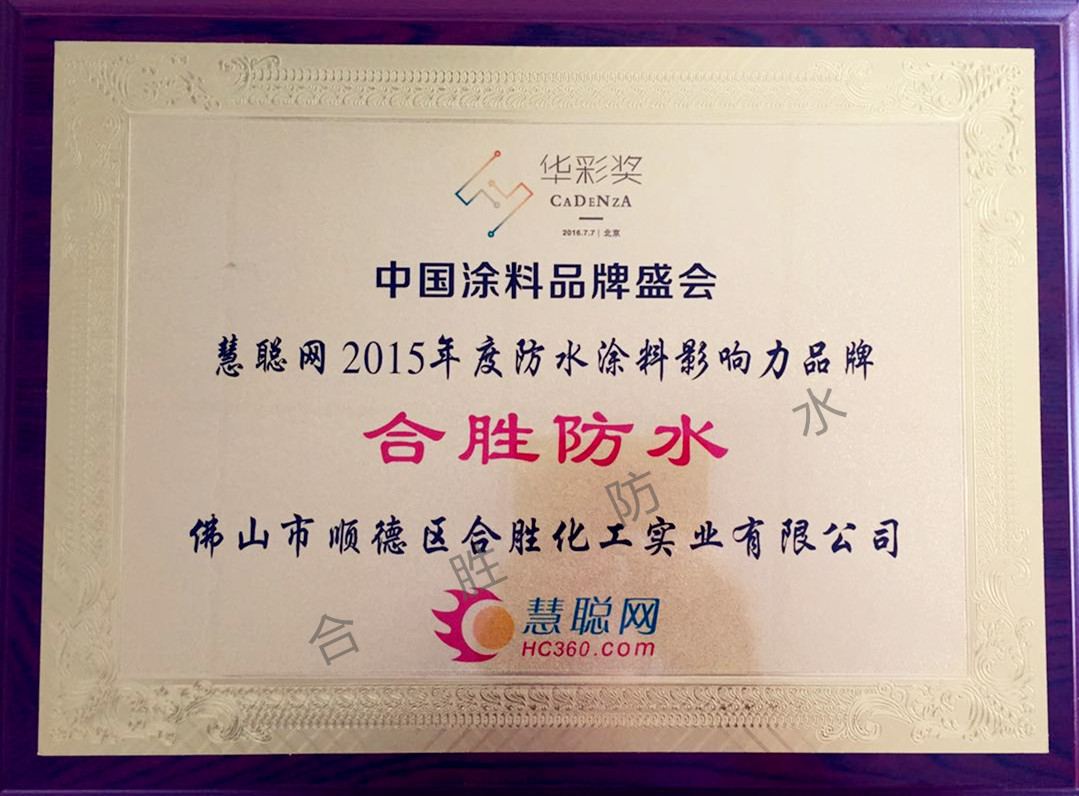 华彩奖
CADENZA
2016.7.7 | 北京
中国涂料品牌盛会
慧聪网2015年度防水涂料影响力品牌
合胜防水
佛山市顺德区合胜化工实业有限公司
慧聪网
HC360.com
合胜防水